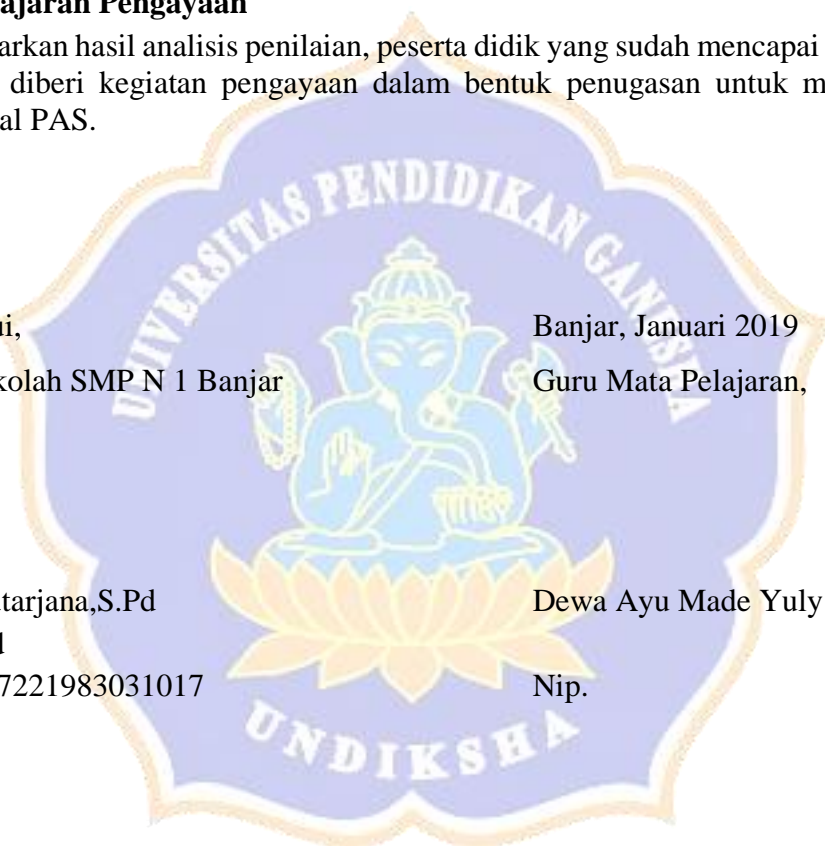 ajaran Pengayaan
arkan hasil analisis penilaian, peserta didik yang sudah mencapai
diberi kegiatan pengayaan dalam bentuk penugasan untuk m
al PAS.
UNIVERSITAS PENDIDIKAN GANESHA
ui, Banjar, Januari 2019
kolah SMP N 1 Banjar Guru Mata Pelajaran,
tarjana,S.Pd Dewa Ayu Made Yuly
d
7221983031017 Nip.
UNDIKSHA